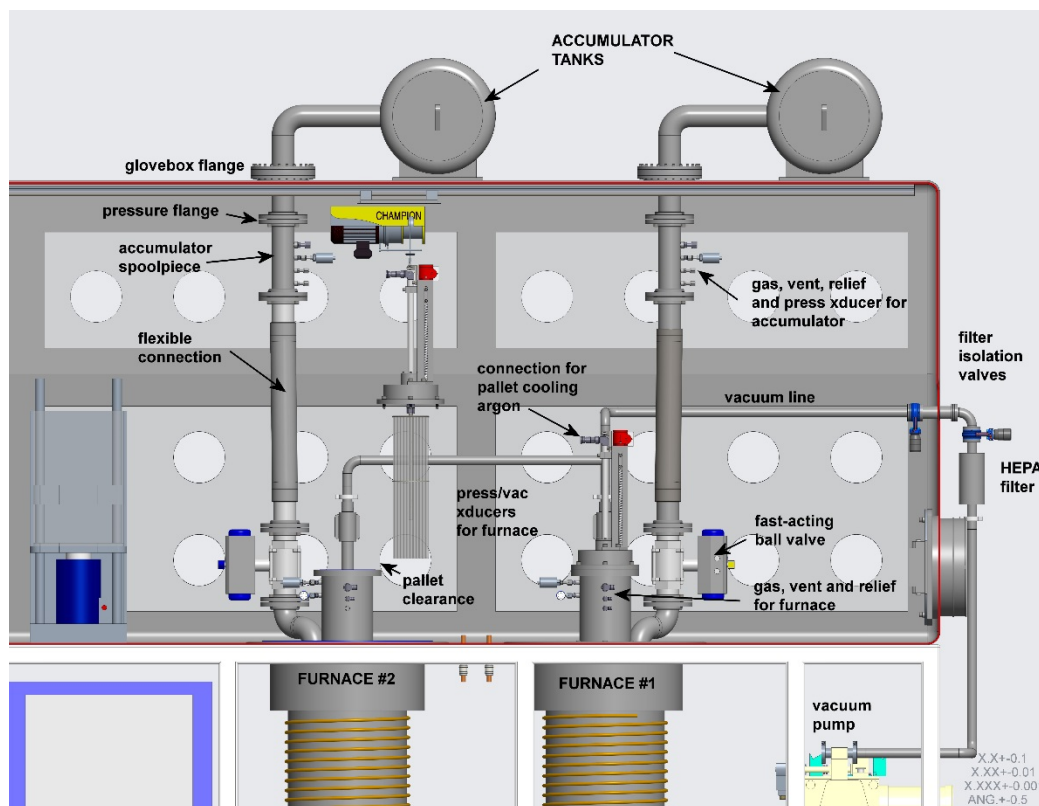 ACCUMULATOR
TANKS
glovebox flange
pressure flange
CHAMPION
accumulator
spoolpiece
gas, vent, relief
and press xducer for
accumulator
flexible
connection
filter
isolation
valves
connection for
pallet cooling
argon
vacuum line
HEPA
filter
press/vac
xducers
for furnace
fast-acting
ball valve
pallet
clearance
gas, vent and relief
for furnace
FURNACE #2
FURNACE #1
vacuum
pump
X.X+-0.1
X.XX+-0.01
X.XXX+-0.00
ANG.+-0.5